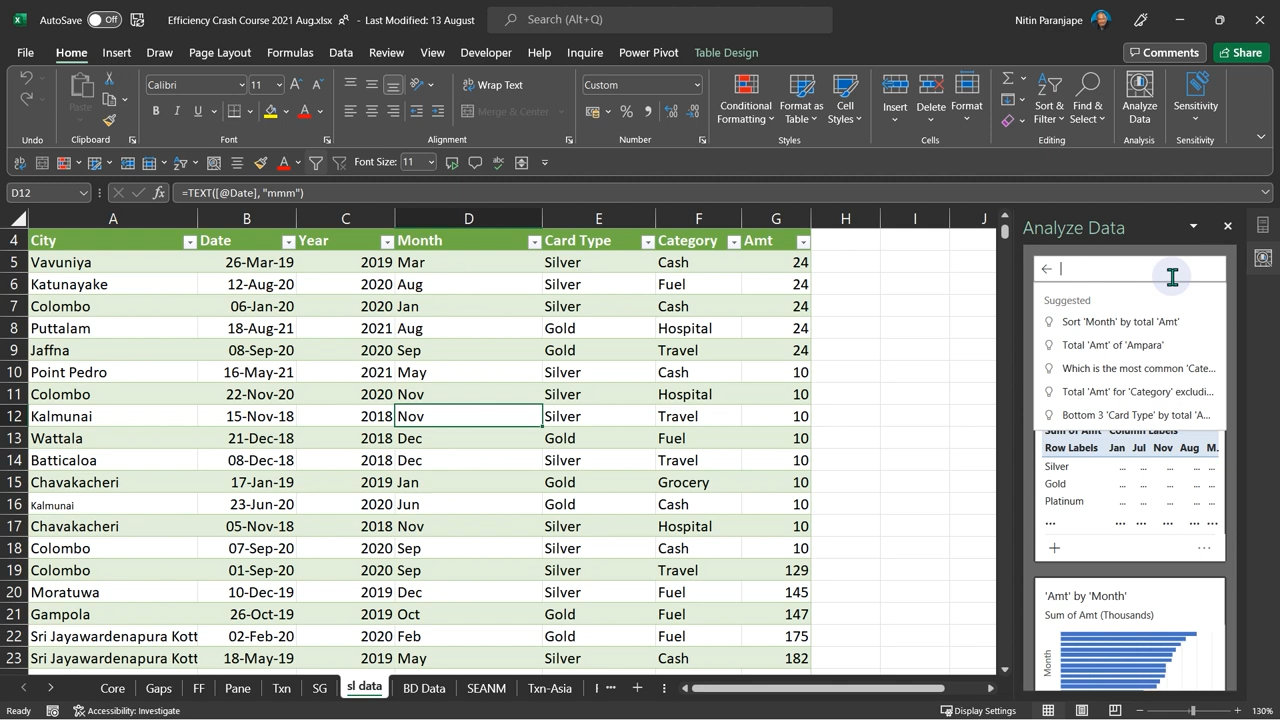 AutoSave Off Efficiency Crash Course 2021 Aug.xlsx - Last Modified: 13 August Search (Alt+Q) Nitin Paranjape
File Home Insert Draw Page Layout Formulas Data Review View Developer Help Inquire Power Pivot Table Design Comments Share
Calibri 11 Wrap Text Custom
Paste B I U Merge & Center % Conditional Formatting Format as Table Cell Styles Insert Delete Format Sort & Filter Find & Select Analyze Data Sensitivity
Undo Clipboard Font Alignment Number Styles Cells Editing Analysis Sensitivity
Font Size: 11
D12 fx =TEXT([@Date], "mmm")
A B C D E F G H I J
4 City Date Year Month Card Type Category Amt
5 Vavuniya 26-Mar-19 2019 Mar Silver Cash 24
6 Katunayake 12-Aug-20 2020 Aug Silver Fuel 24
7 Colombo 06-Jan-20 2020 Jan Silver Cash 24
8 Puttalam 18-Aug-21 2021 Aug Gold Hospital 24
9 Jaffna 08-Sep-20 2020 Sep Gold Travel 24
10 Point Pedro 16-May-21 2021 May Silver Cash 10
11 Colombo 22-Nov-20 2020 Nov Silver Hospital 10
12 Kalmunai 15-Nov-18 2018 Nov Silver Travel 10
13 Wattala 21-Dec-18 2018 Dec Gold Fuel 10
14 Batticaloa 08-Dec-18 2018 Dec Silver Travel 10
15 Chavakacheri 17-Jan-19 2019 Jan Gold Grocery 10
16 Kalmunai 23-Jun-20 2020 Jun Gold Cash 10
17 Chavakacheri 05-Nov-18 2018 Nov Silver Hospital 10
18 Colombo 07-Sep-20 2020 Sep Silver Cash 10
19 Colombo 01-Sep-20 2020 Sep Silver Travel 129
20 Moratuwa 10-Dec-19 2019 Dec Silver Fuel 145
21 Gampola 26-Oct-19 2019 Oct Gold Fuel 147
22 Sri Jayawardenapura Kott 02-Feb-20 2020 Feb Gold Fuel 175
23 Sri Jayawardenapura Kott 18-May-19 2019 May Silver Cash 182
Analyze Data
Suggested
Sort 'Month' by total 'Amt'
Total 'Amt' of 'Ampara'
Which is the most common 'Cate...
Total 'Amt' for 'Category' excludi...
Bottom 3 'Card Type' by total 'A...
Sum of Amt Column Labels
Row Labels Jan Jul Nov Aug M.
Silver ... ... ... ... ...
Gold ... ... ... ... ...
Platinum ... ... ... ... ...
... ... ... ... ... ...
'Amt' by 'Month'
Sum of Amt (Thousands)
Month
Core Gaps FF Pane Txn SG sl data BD Data SEANM Txn-Asia
Ready Accessibility: Investigate Display Settings 130%